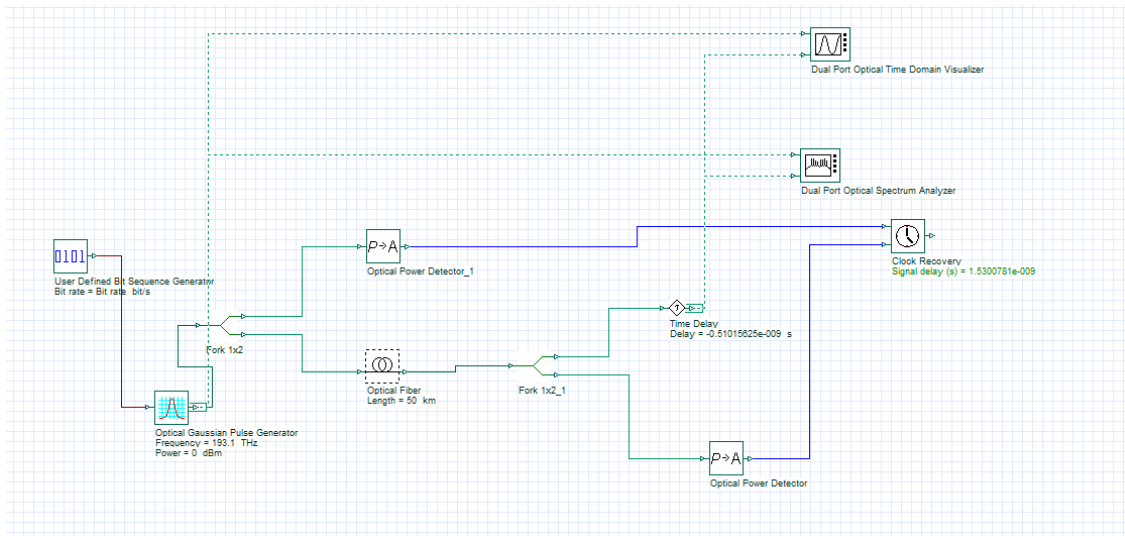 Dual Port Optical Time Domain Visualizer
Dual Port Optical Spectrum Analyzer
0101
User Defined Bit Sequence Generator
Bit rate = Bit rate bit/s
P→A
Optical Power Detector_1
Clock Recovery
Signal delay (s) = 1.5300781e-009
Time Delay
Delay = -0.51015625e-009 s
Fork 1x2
Optical Fiber
Length = 50 km
Fork 1x2_1
Optical Gaussian Pulse Generator
Frequency = 193.1 THz
Power = 0 dBm
P→A
Optical Power Detector